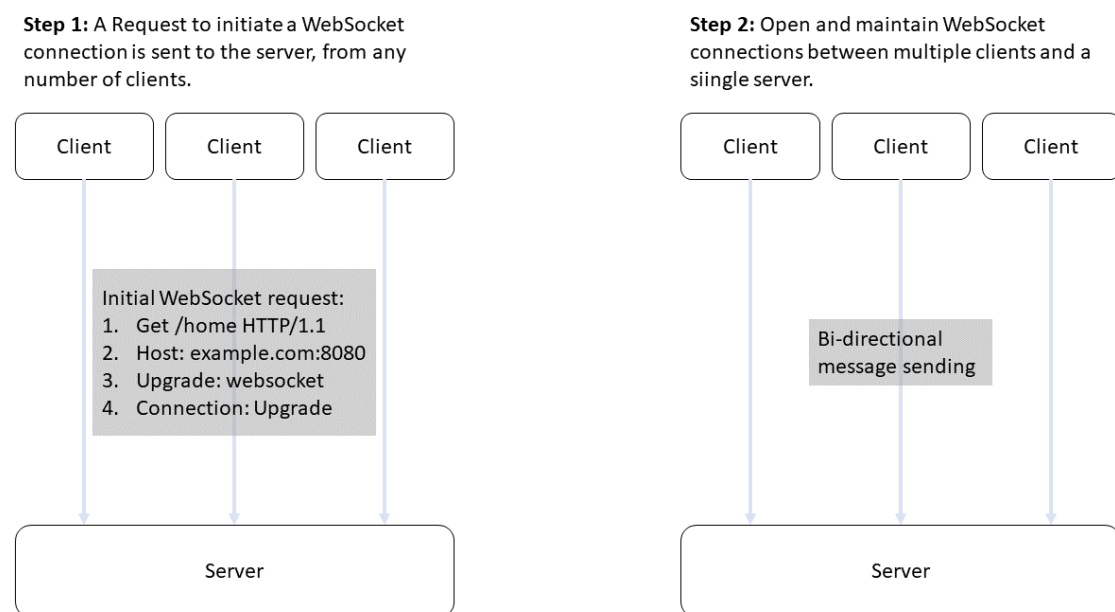 Step 1: A Request to initiate a WebSocket
connection is sent to the server, from any
number of clients.
Client
Client
Client
Initial WebSocket request:
1. Get /home HTTP/1.1
2. Host: example.com:8080
3. Upgrade: websocket
4. Connection: Upgrade
Server
Step 2: Open and maintain WebSocket
connections between multiple clients and a
siingle server.
Client
Client
Client
Bi-directional
message sending
Server